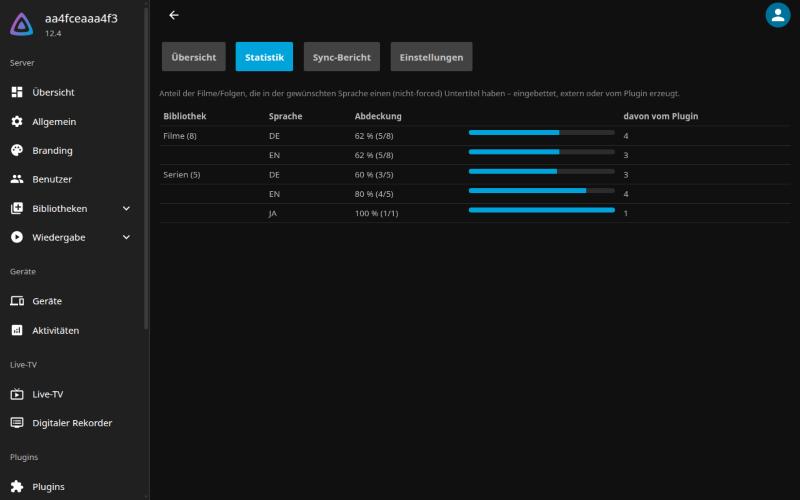 aa4fceaaa4f3
12.4
Server
Übersicht
Allgemein
Branding
Benutzer
Bibliotheken
Wiedergabe
Geräte
Geräte
Aktivitäten
Live-TV
Live-TV
Digitaler Rekorder
Plugins
Plugins
Übersicht Statistik Sync-Bericht Einstellungen
Anteil der Filme/Folgen, die in der gewünschten Sprache einen (nicht-forced) Untertitel haben – eingebettet, extern oder vom Plugin erzeugt.
Bibliothek Sprache Abdeckung davon vom Plugin
Filme (8) DE 62 % (5/8) 4
EN 62 % (5/8) 3
Serien (5) DE 60 % (3/5) 3
EN 80 % (4/5) 4
JA 100 % (1/1) 1